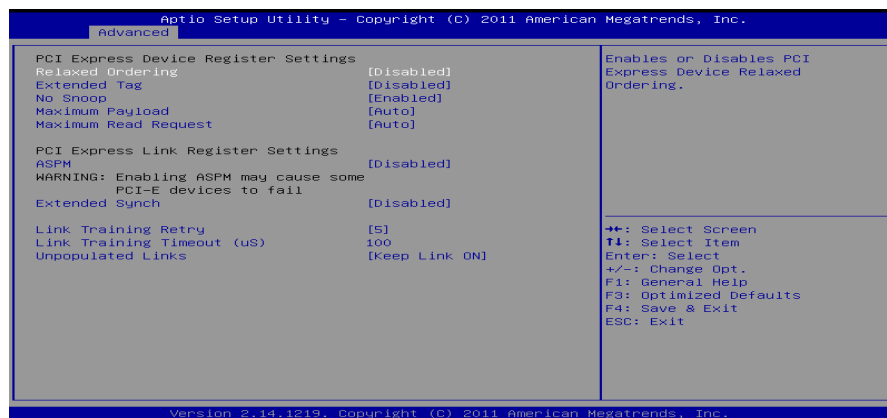 Aptio Setup Utility – Copyright (C) 2011 American Megatrends, Inc.
Advanced
PCI Express Device Register Settings
Relaxed Ordering [Disabled]
Extended Tag [Disabled]
No Snoop [Enabled]
Maximum Payload [Auto]
Maximum Read Request [Auto]
PCI Express Link Register Settings
ASPM [Disabled]
WARNING: Enabling ASPM may cause some
PCI-E devices to fail
Extended Synch [Disabled]
Link Training Retry [5]
Link Training Timeout (uS) 100
Unpopulated Links [Keep Link ON]
Enables or Disables PCI
Express Device Relaxed
Ordering.
→←: Select Screen
↑↓: Select Item
Enter: Select
+/-: Change Opt.
F1: General Help
F3: Optimized Defaults
F4: Save & Exit
ESC: Exit
Version 2.14.1219. Copyright (C) 2011 American Megatrends, Inc.